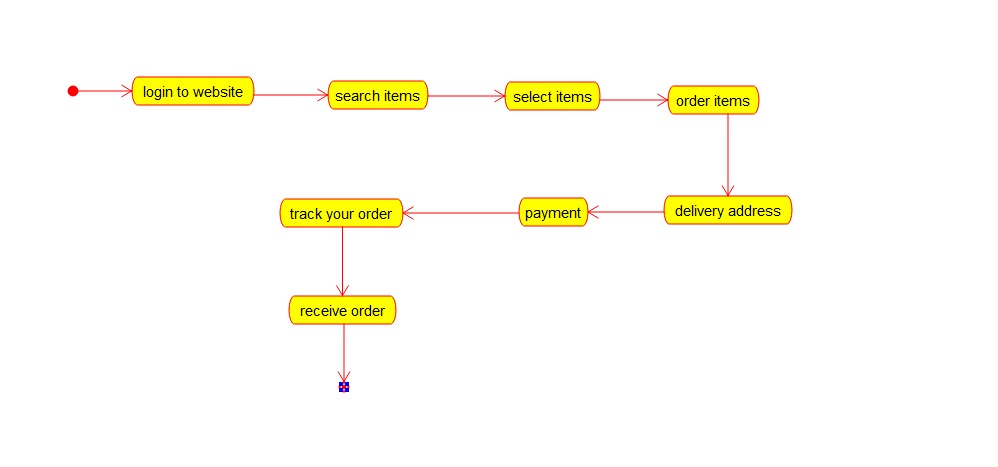 login to website
search items
select items
order items
delivery address
payment
track your order
receive order